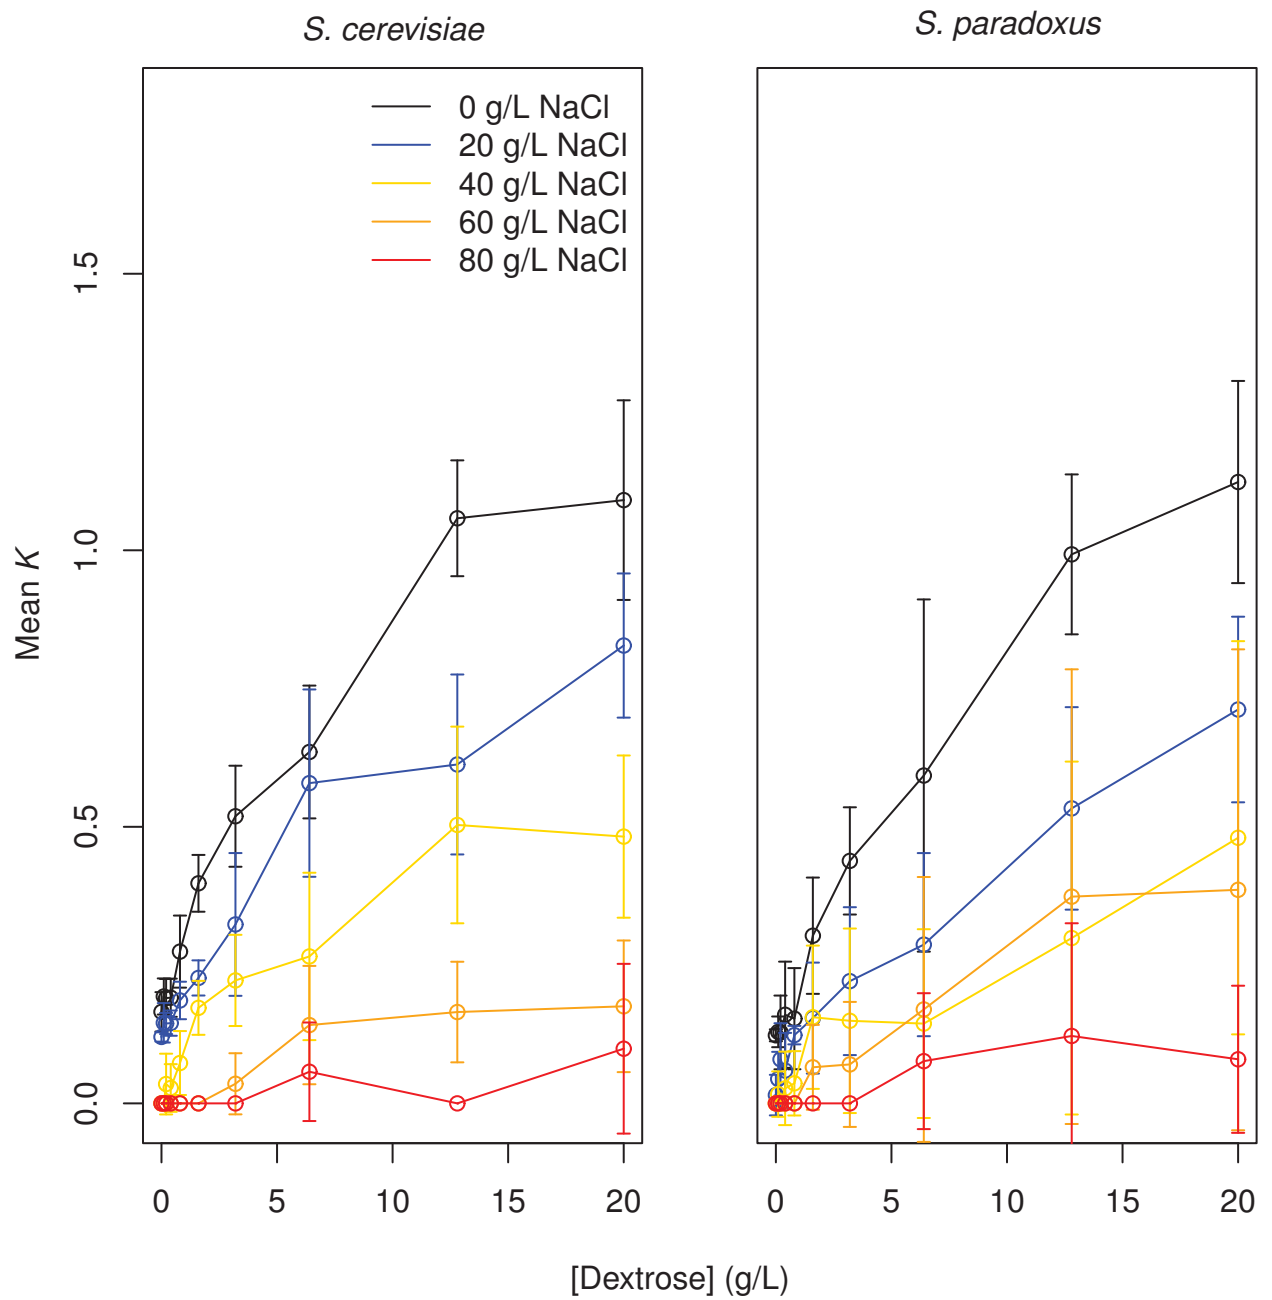 S. cerevisiae
S. paradoxus
0 g/L NaCl
20 g/L NaCl
40 g/L NaCl
60 g/L NaCl
80 g/L NaCl
Mean K
1.5
1.0
0.5
0.0
0 5 10 15 20
0 5 10 15 20
[Dextrose] (g/L)